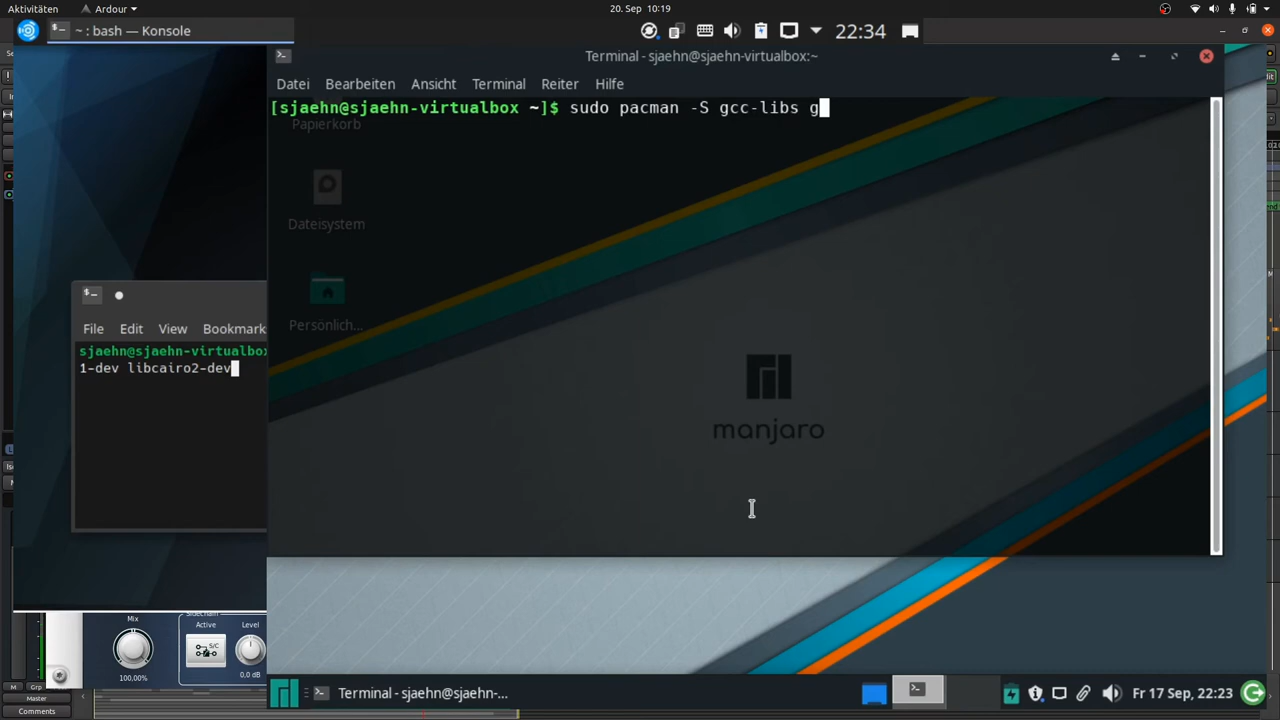 Aktivitäten
Ardour
20. Sep 10:19
~ : bash — Konsole
22:34
Terminal - sjaehn@sjaehn-virtualbox:~
Datei Bearbeiten Ansicht Terminal Reiter Hilfe
[sjaehn@sjaehn-virtualbox ~]$ sudo pacman -S gcc-libs g
Papierkorb
Dateisystem
Persönlich...
manjaro
File Edit View Bookmark
sjaehn@sjaehn-virtualbox
1-dev libcairo2-dev
Mix
100,00%
Sidechain
Active
Level
S/C
0,0 dB
M Grp
Master
Comments
Terminal - sjaehn@sjaehn-...
Fr 17 Sep, 22:23